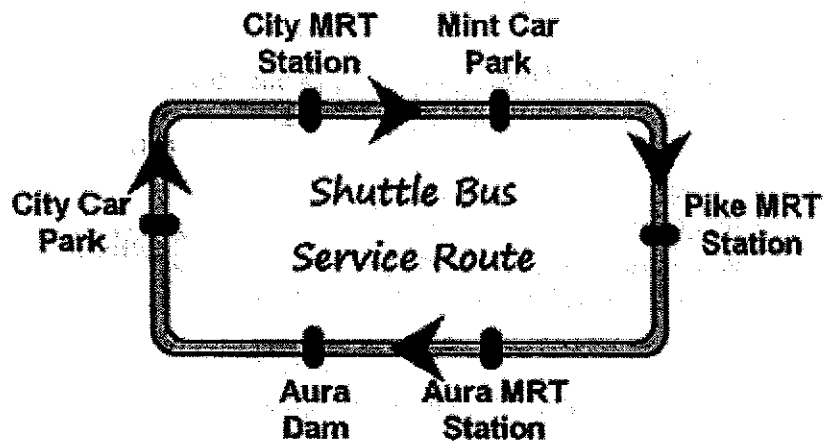 City MRT
Station
Mint Car
Park
City Car
Park
Shuttle Bus
Service Route
Pike MRT
Station
Aura
Dam
Aura MRT
Station